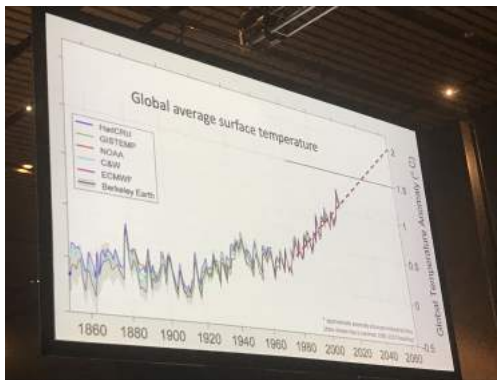 Global average surface temperature
HadCRU
GISTEMP
NOAA
C&W
ECMWF
Berkeley Earth
2
1.5
1
0.5
0
-0.5
Global Temperature Anomaly (° C)
1860 1880 1900 1920 1940 1960 1980 2000 2020 2040 2060